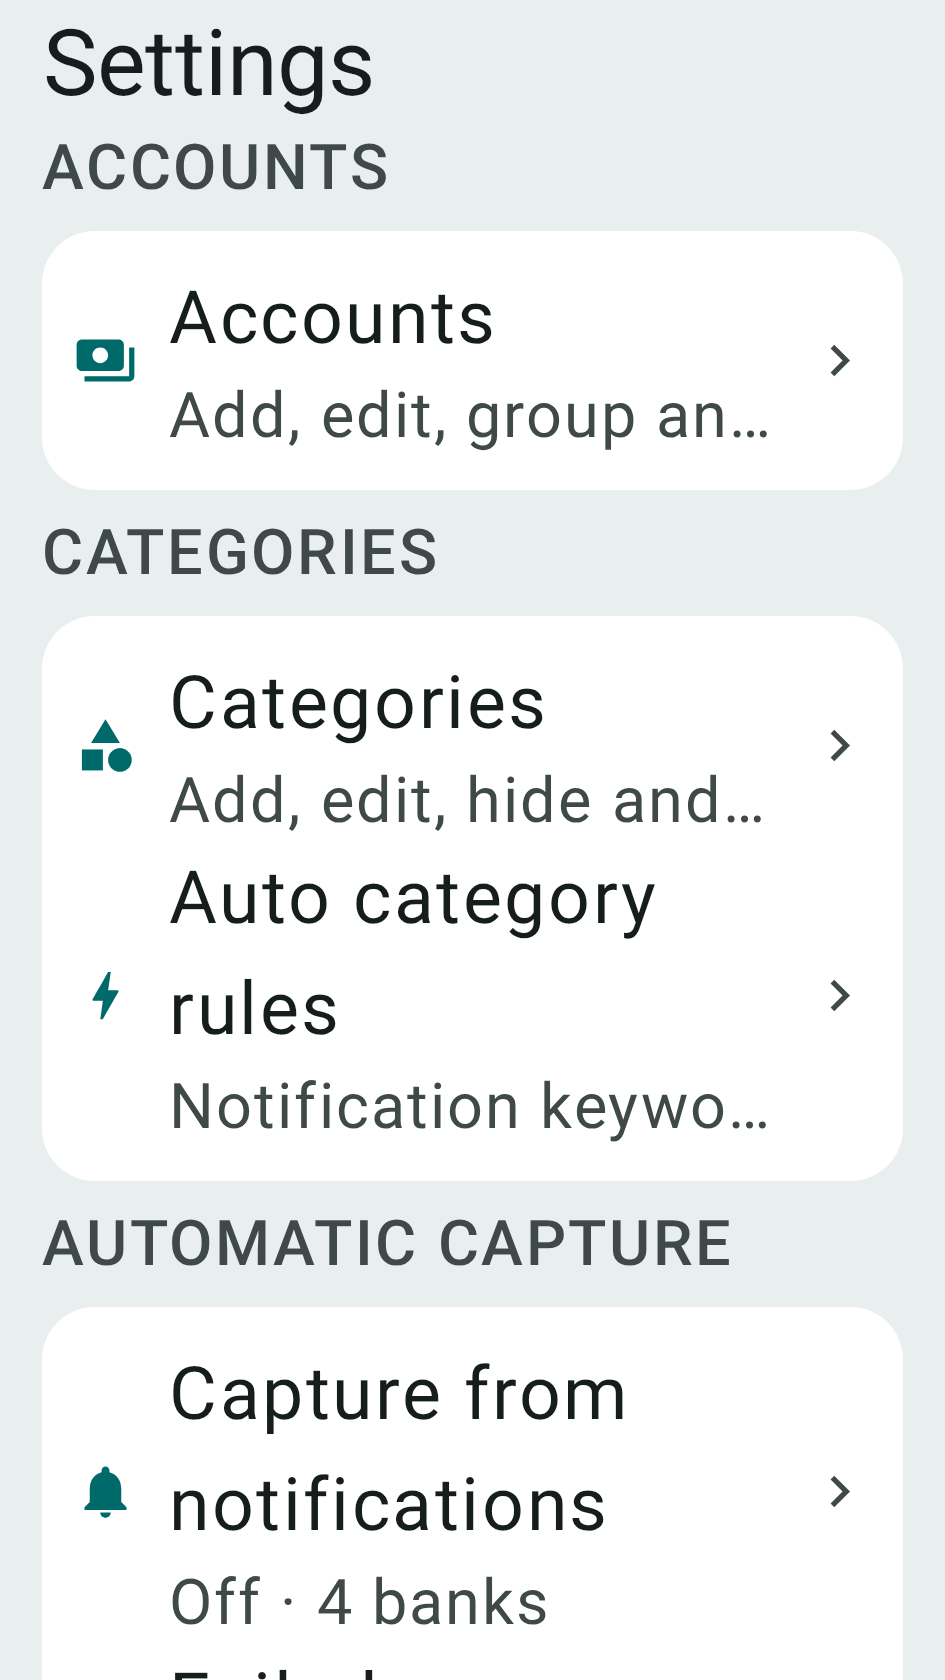 Settings
ACCOUNTS
Accounts
Add, edit, group an…
CATEGORIES
Categories
Add, edit, hide and…
Auto category
rules
Notification keywo…
AUTOMATIC CAPTURE
Capture from
notifications
Off · 4 banks